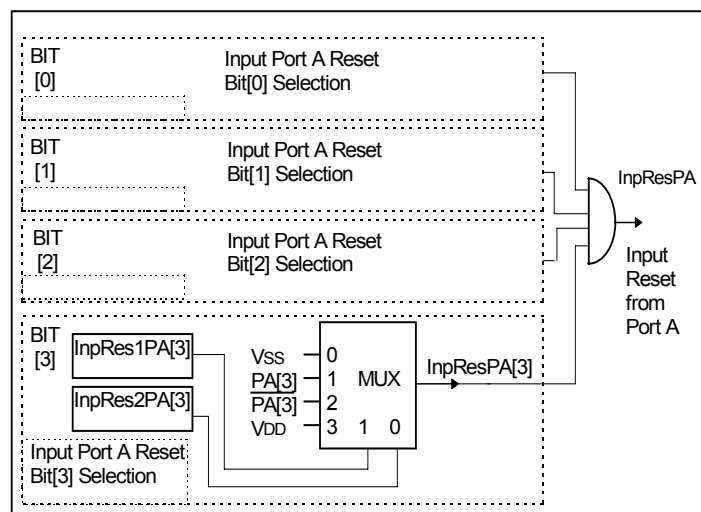 BIT
[0]
Input Port A Reset
Bit[0] Selection
BIT
[1]
Input Port A Reset
Bit[1] Selection
BIT
[2]
Input Port A Reset
Bit[2] Selection
InpResPA
Input
Reset
from
Port A
BIT
[3]
InpRes1PA[3]
InpRes2PA[3]
VSS 0
PA[3] 1
PA[3] 2
VDD 3
MUX
1 0
InpResPA[3]
Input Port A Reset
Bit[3] Selection